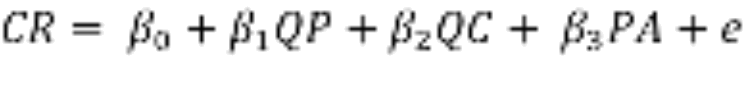 CR = β₀ + β₁QP + β₂QC + β₃PA + e